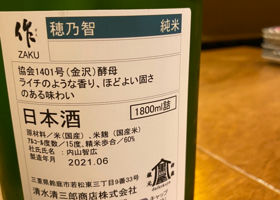 作 穂乃智 純米
ZAKU
協会1401号(金沢)酵母
ライチのような香り、ほどよい固さ
のある味わい
1800ml詰
日本酒
原材料/米(国産)、米麹(国産米)
アルコール度数/15度、精米歩合/60%
杜氏氏名:内山智広
製造年月 2021.06
三重県鈴鹿市若松東三丁目9番33号
清水清三郎商店株式会社